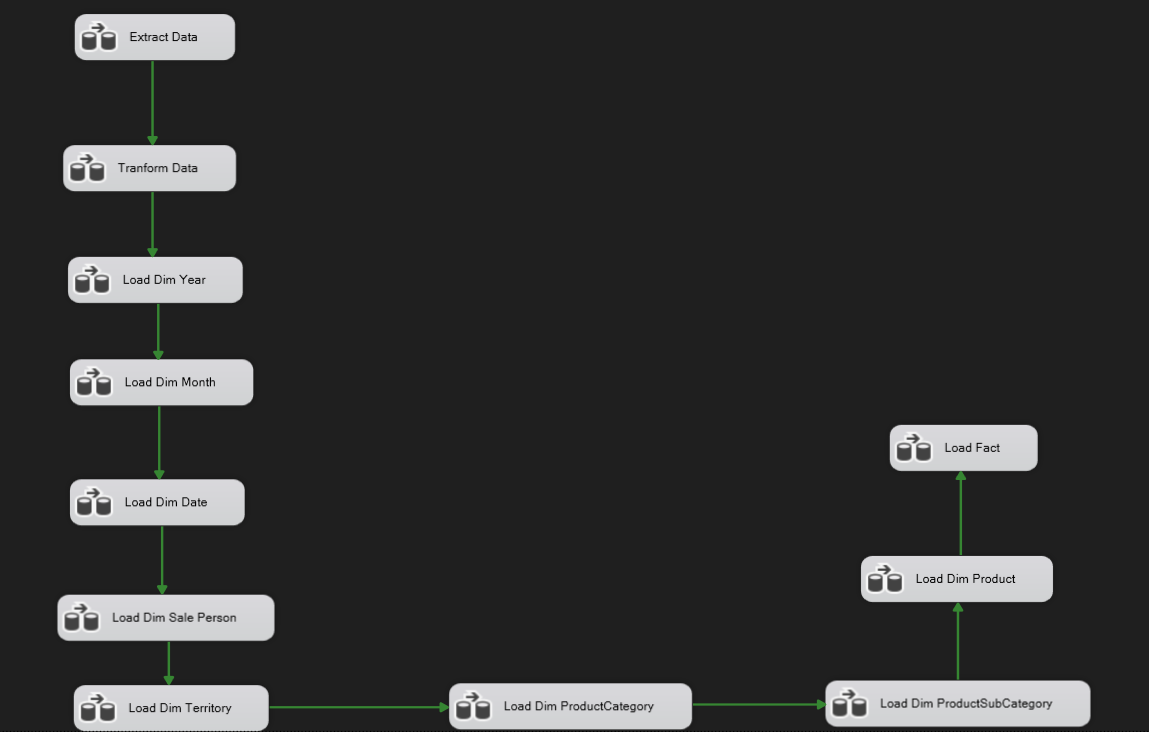 Extract Data
Tranform Data
Load Dim Year
Load Dim Month
Load Dim Date
Load Dim Sale Person
Load Dim Territory
Load Dim ProductCategory
Load Dim ProductSubCategory
Load Dim Product
Load Fact